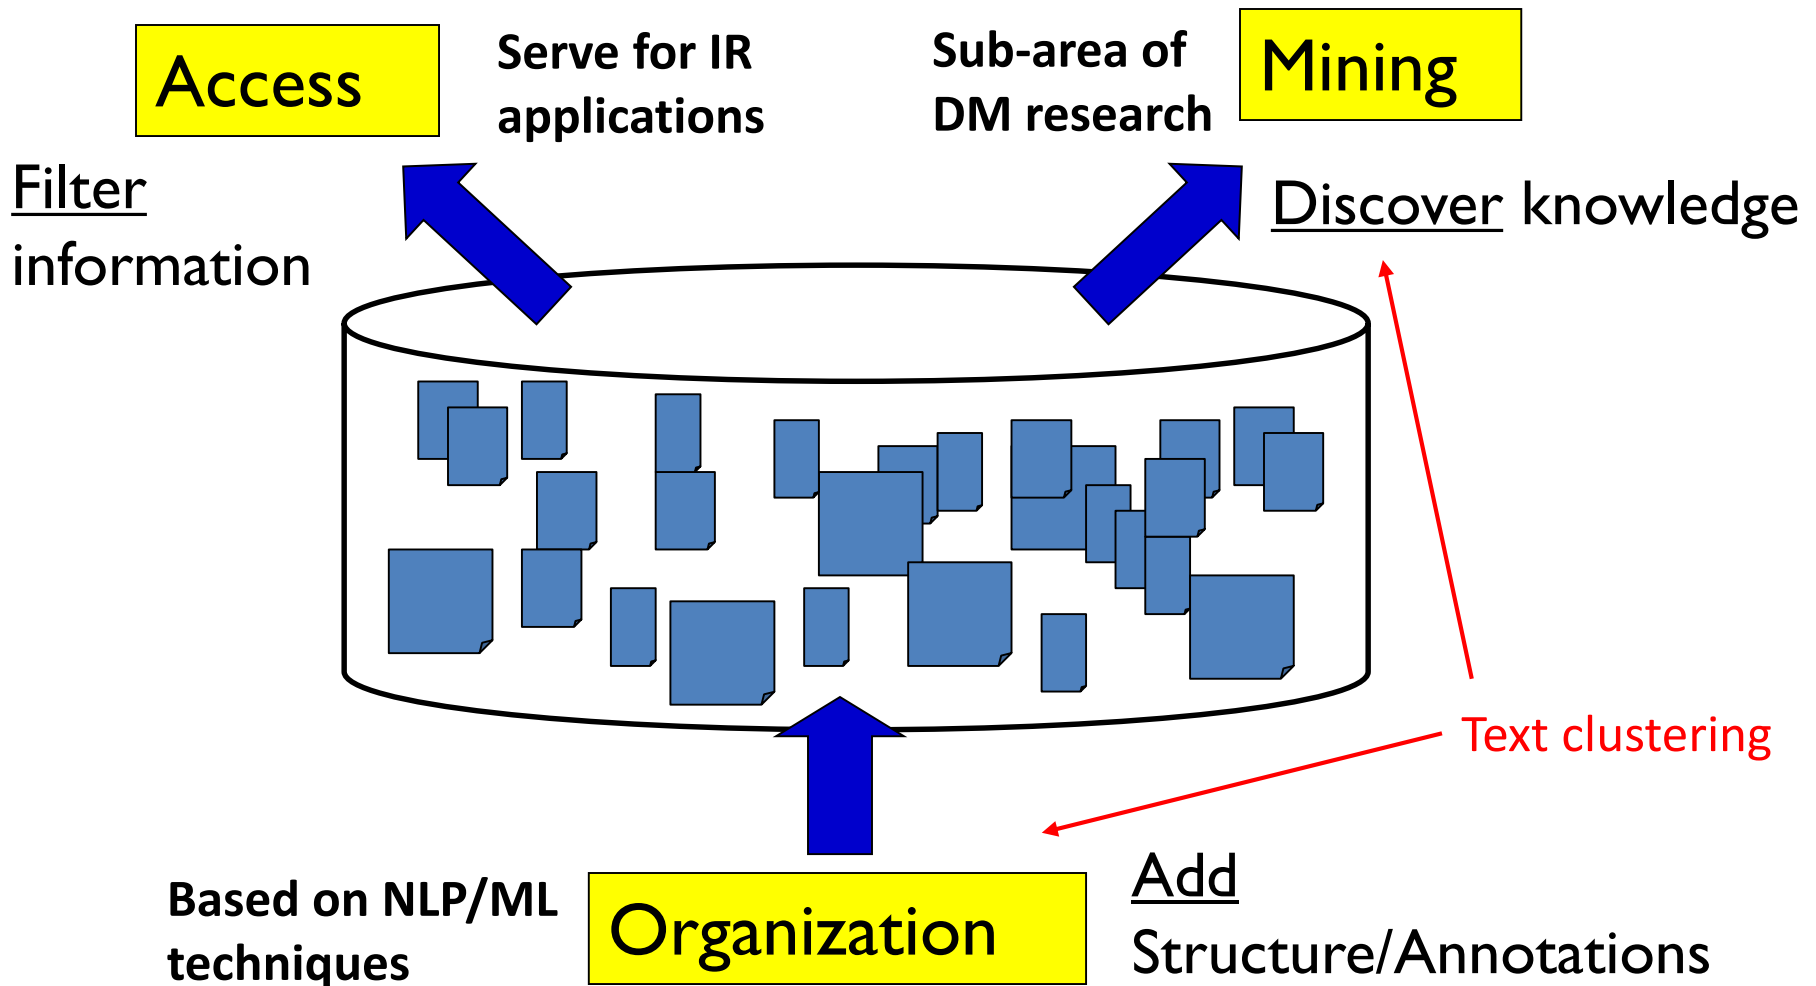 Access
Serve for IR
applications
Sub-area of
DM research
Mining
Filter
information
Discover knowledge
Text clustering
Based on NLP/ML
techniques
Organization
Add
Structure/Annotations